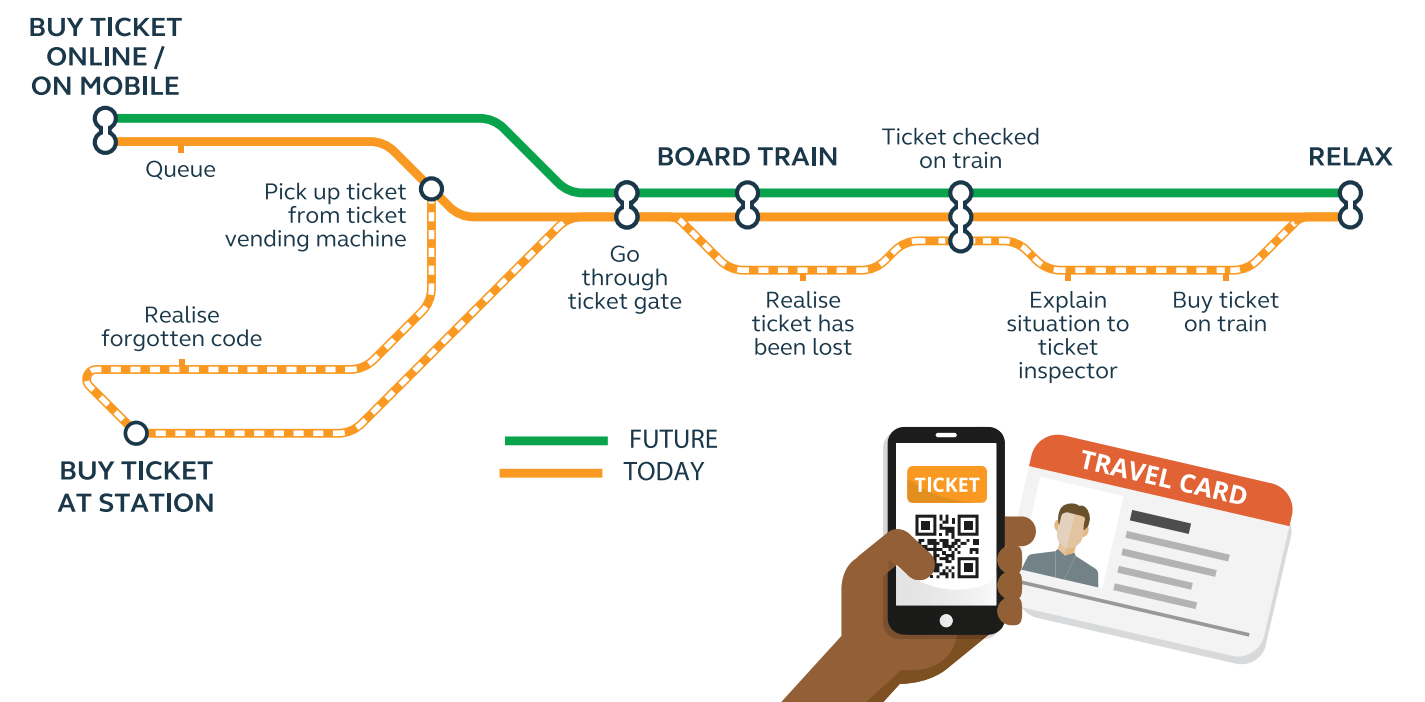 BUY TICKET
ONLINE /
ON MOBILE
Queue
Pick up ticket
from ticket
vending machine
Realise
forgotten code
BUY TICKET
AT STATION
Go
through
ticket gate
BOARD TRAIN
Realise
ticket has
been lost
Ticket checked
on train
Explain
situation to
ticket
inspector
Buy ticket
on train
RELAX
FUTURE
TODAY
TICKET
TRAVEL CARD